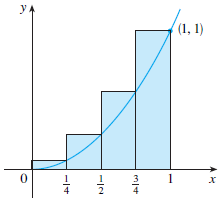 y
(1, 1)
0 1/4 1/2 3/4 1 x